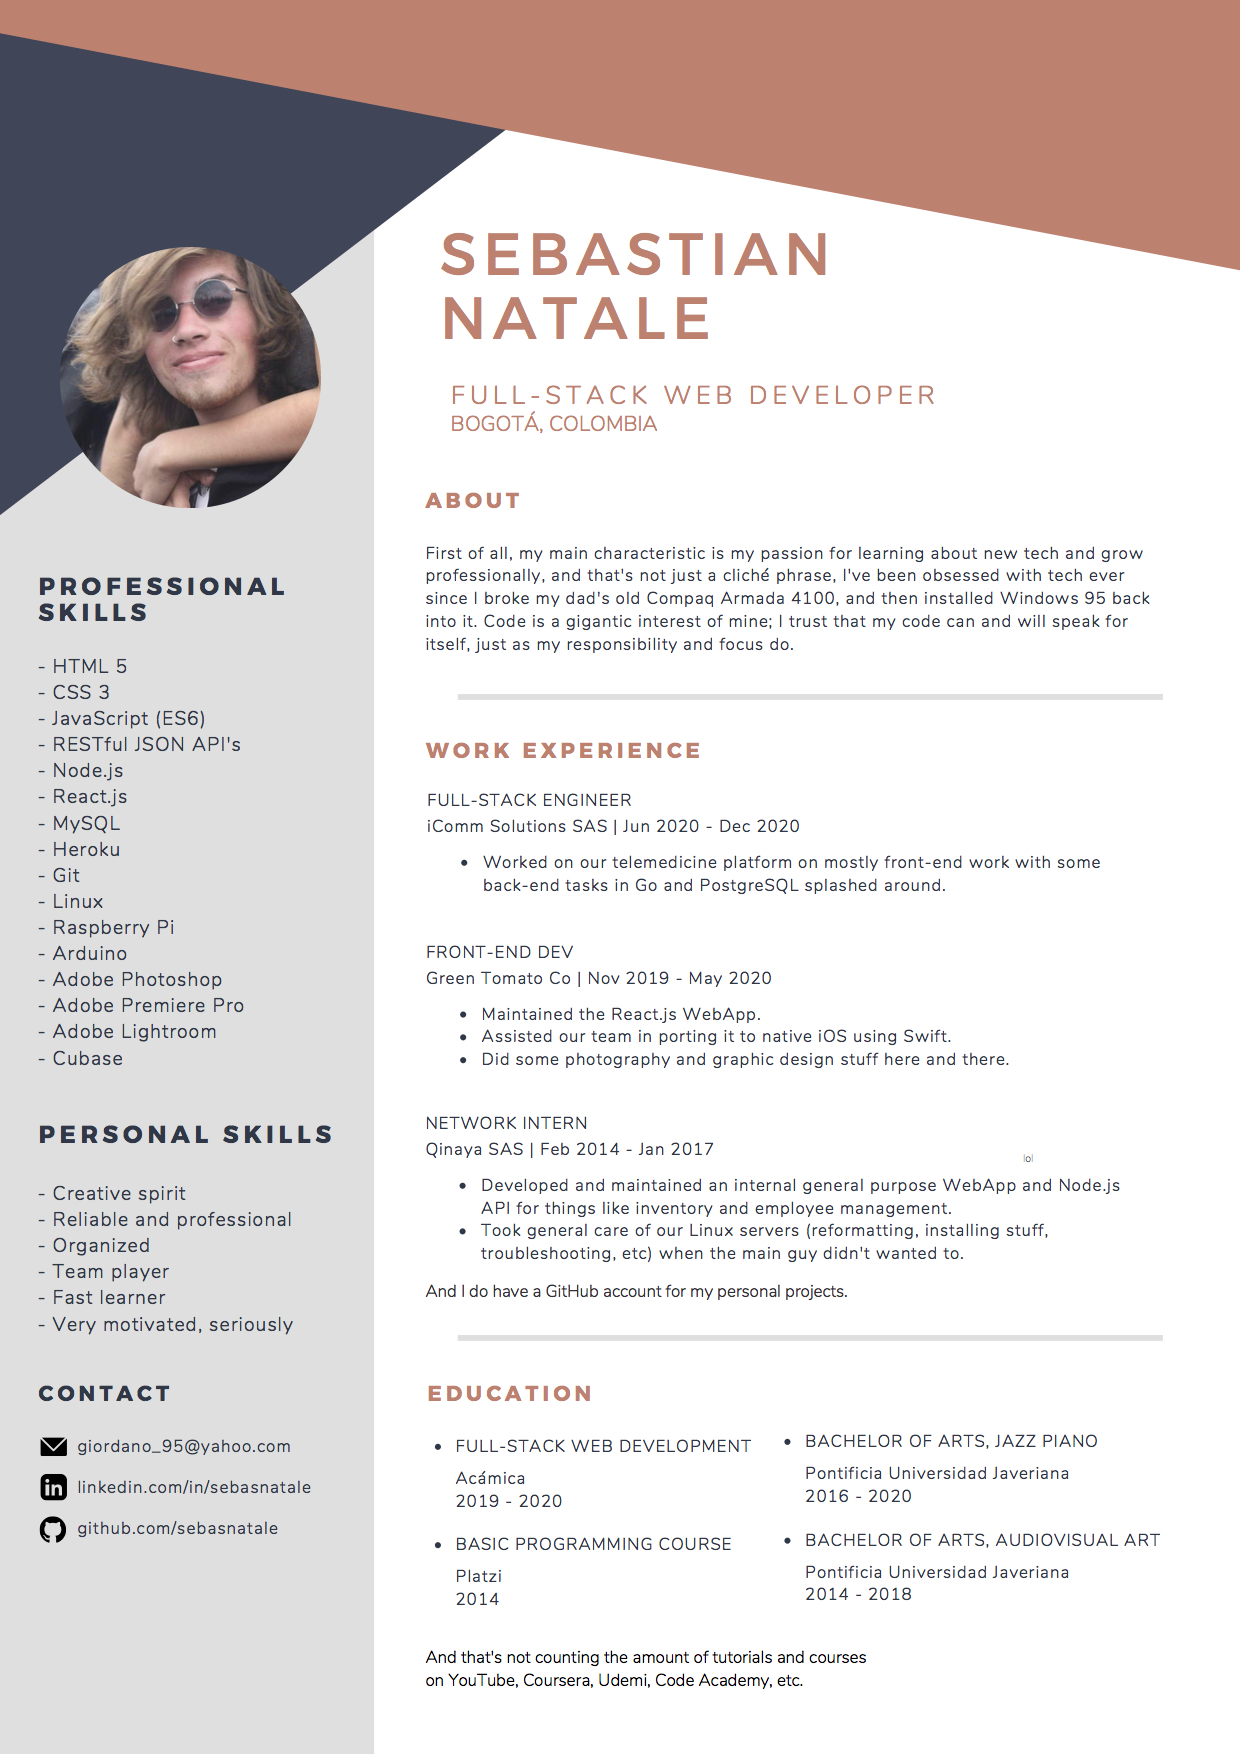 SEBASTIAN
NATALE
FULL-STACK WEB DEVELOPER
BOGOTÁ, COLOMBIA
PROFESSIONAL
SKILLS
- HTML 5
- CSS 3
- JavaScript (ES6)
- RESTful JSON API's
- Node.js
- React.js
- MySQL
- Heroku
- Git
- Linux
- Raspberry Pi
- Arduino
- Adobe Photoshop
- Adobe Premiere Pro
- Adobe Lightroom
- Cubase
PERSONAL SKILLS
- Creative spirit
- Reliable and professional
- Organized
- Team player
- Fast learner
- Very motivated, seriously
CONTACT
giordano_95@yahoo.com
in linkedin.com/in/sebasnatale
github.com/sebasnatale
ABOUT
First of all, my main characteristic is my passion for learning about new tech and grow
professionally, and that's not just a cliché phrase, I've been obsessed with tech ever
since I broke my dad's old Compaq Armada 4100, and then installed Windows 95 back
into it. Code is a gigantic interest of mine; I trust that my code can and will speak for
itself, just as my responsibility and focus do.
WORK EXPERIENCE
FULL-STACK ENGINEER
iComm Solutions SAS | Jun 2020 - Dec 2020
• Worked on our telemedicine platform on mostly front-end work with some
back-end tasks in Go and PostgreSQL splashed around.
FRONT-END DEV
Green Tomato Co | Nov 2019 - May 2020
• Maintained the React.js WebApp.
• Assisted our team in porting it to native iOS using Swift.
• Did some photography and graphic design stuff here and there.
NETWORK INTERN
Qinaya SAS | Feb 2014 - Jan 2017
lol
• Developed and maintained an internal general purpose WebApp and Node.js
API for things like inventory and employee management.
• Took general care of our Linux servers (reformatting, installing stuff,
troubleshooting, etc) when the main guy didn't wanted to.
And I do have a GitHub account for my personal projects.
EDUCATION
• FULL-STACK WEB DEVELOPMENT
Acámica
2019 - 2020
• BASIC PROGRAMMING COURSE
Platzi
2014
• BACHELOR OF ARTS, JAZZ PIANO
Pontificia Universidad Javeriana
2016 - 2020
• BACHELOR OF ARTS, AUDIOVISUAL ART
Pontificia Universidad Javeriana
2014 - 2018
And that's not counting the amount of tutorials and courses
on YouTube, Coursera, Udemi, Code Academy, etc.